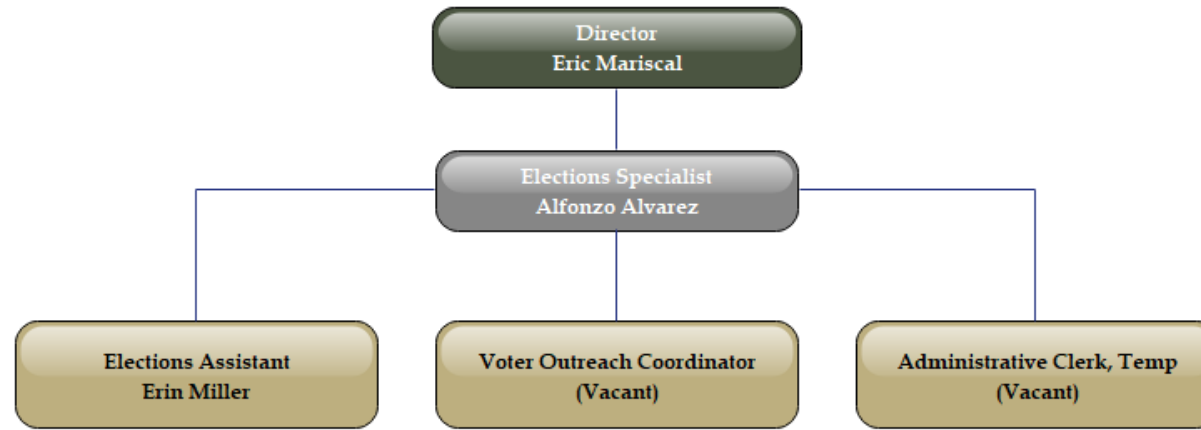 Director
Eric Mariscal
Elections Specialist
Alfonzo Alvarez
Elections Assistant
Erin Miller
Voter Outreach Coordinator
(Vacant)
Administrative Clerk, Temp
(Vacant)